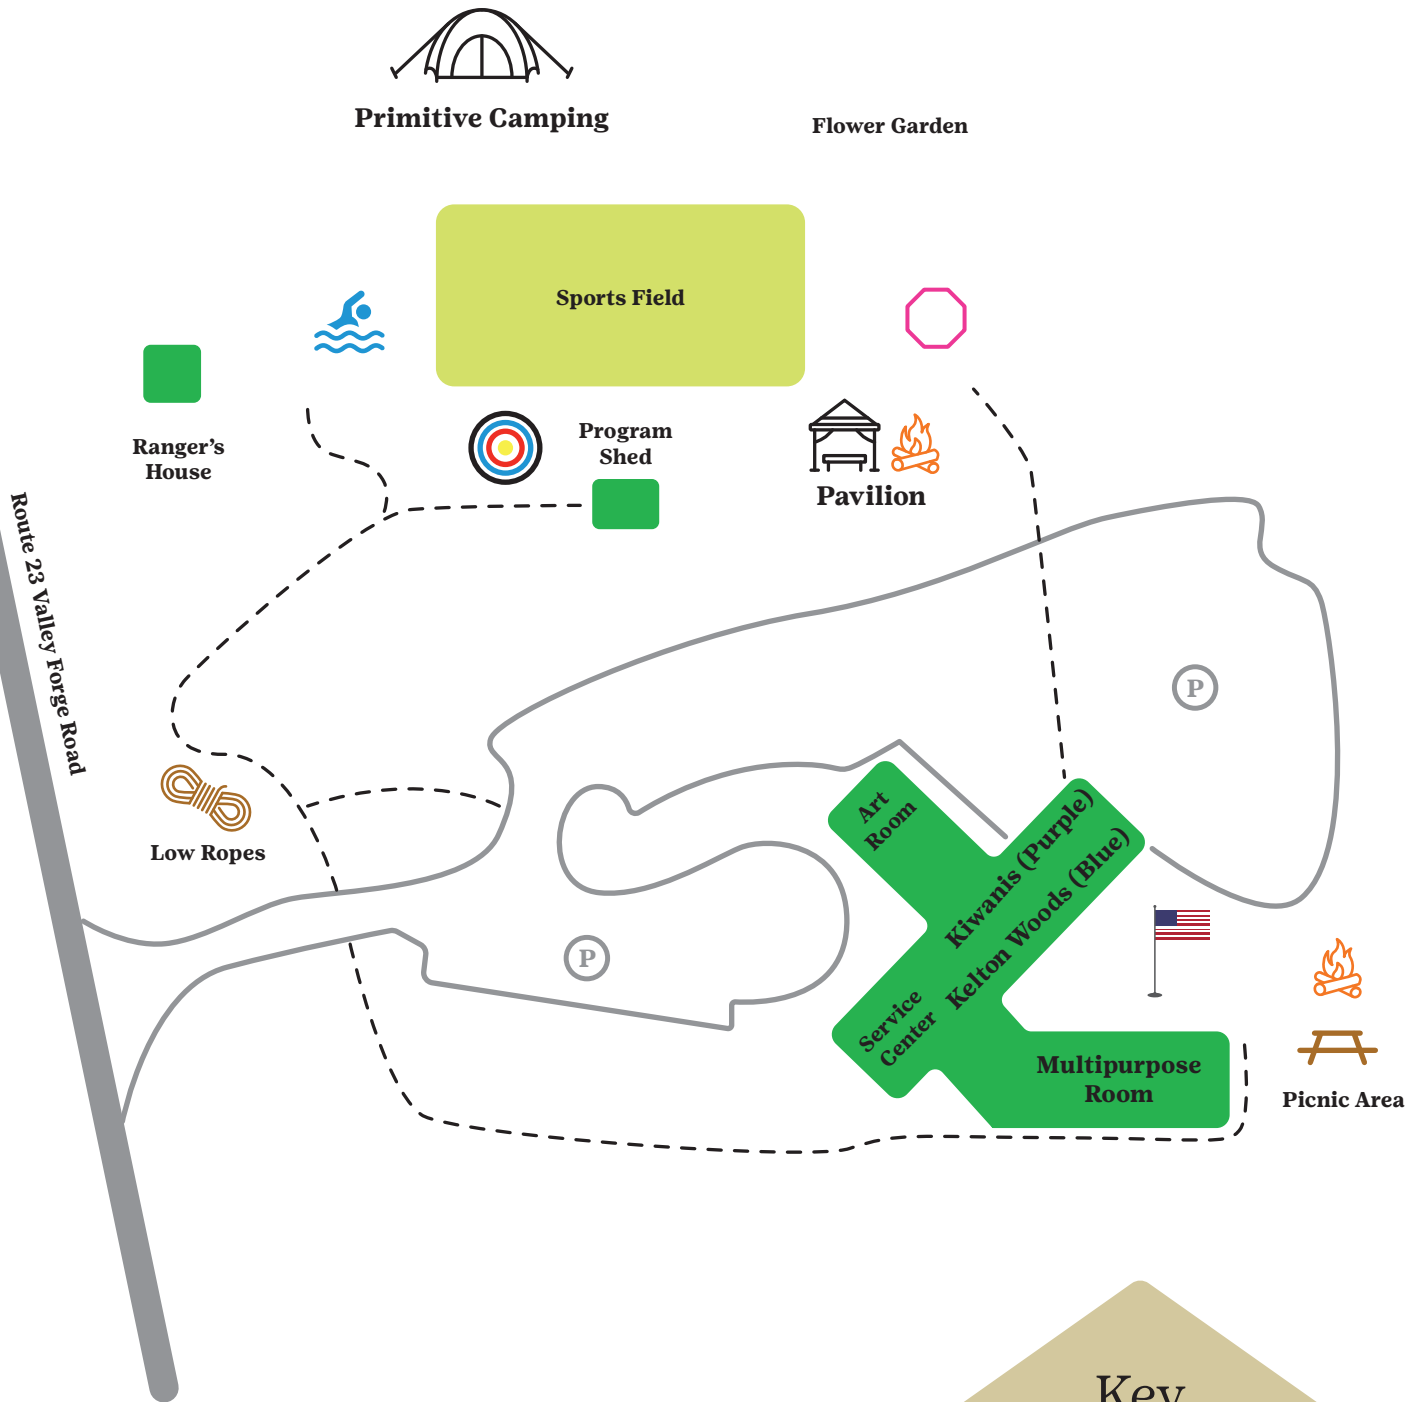 Primitive Camping
Flower Garden
Sports Field
Ranger’s
House
Program
Shed
Pavilion
Route 23 Valley Forge Road
P
Low Ropes
Art
Room
Kiwanis (Purple)
Kelton Woods (Blue)
P
Service
Center
Multipurpose
Room
Picnic Area
Key